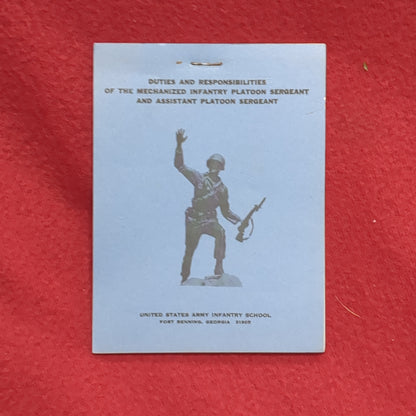 DUTIES AND RESPONSIBILITIES
OF THE MECHANIZED INFANTRY PLATOON SERGEANT
AND ASSISTANT PLATOON SERGEANT
UNITED STATES ARMY INFANTRY SCHOOL
FORT BENNING, GEORGIA 31905